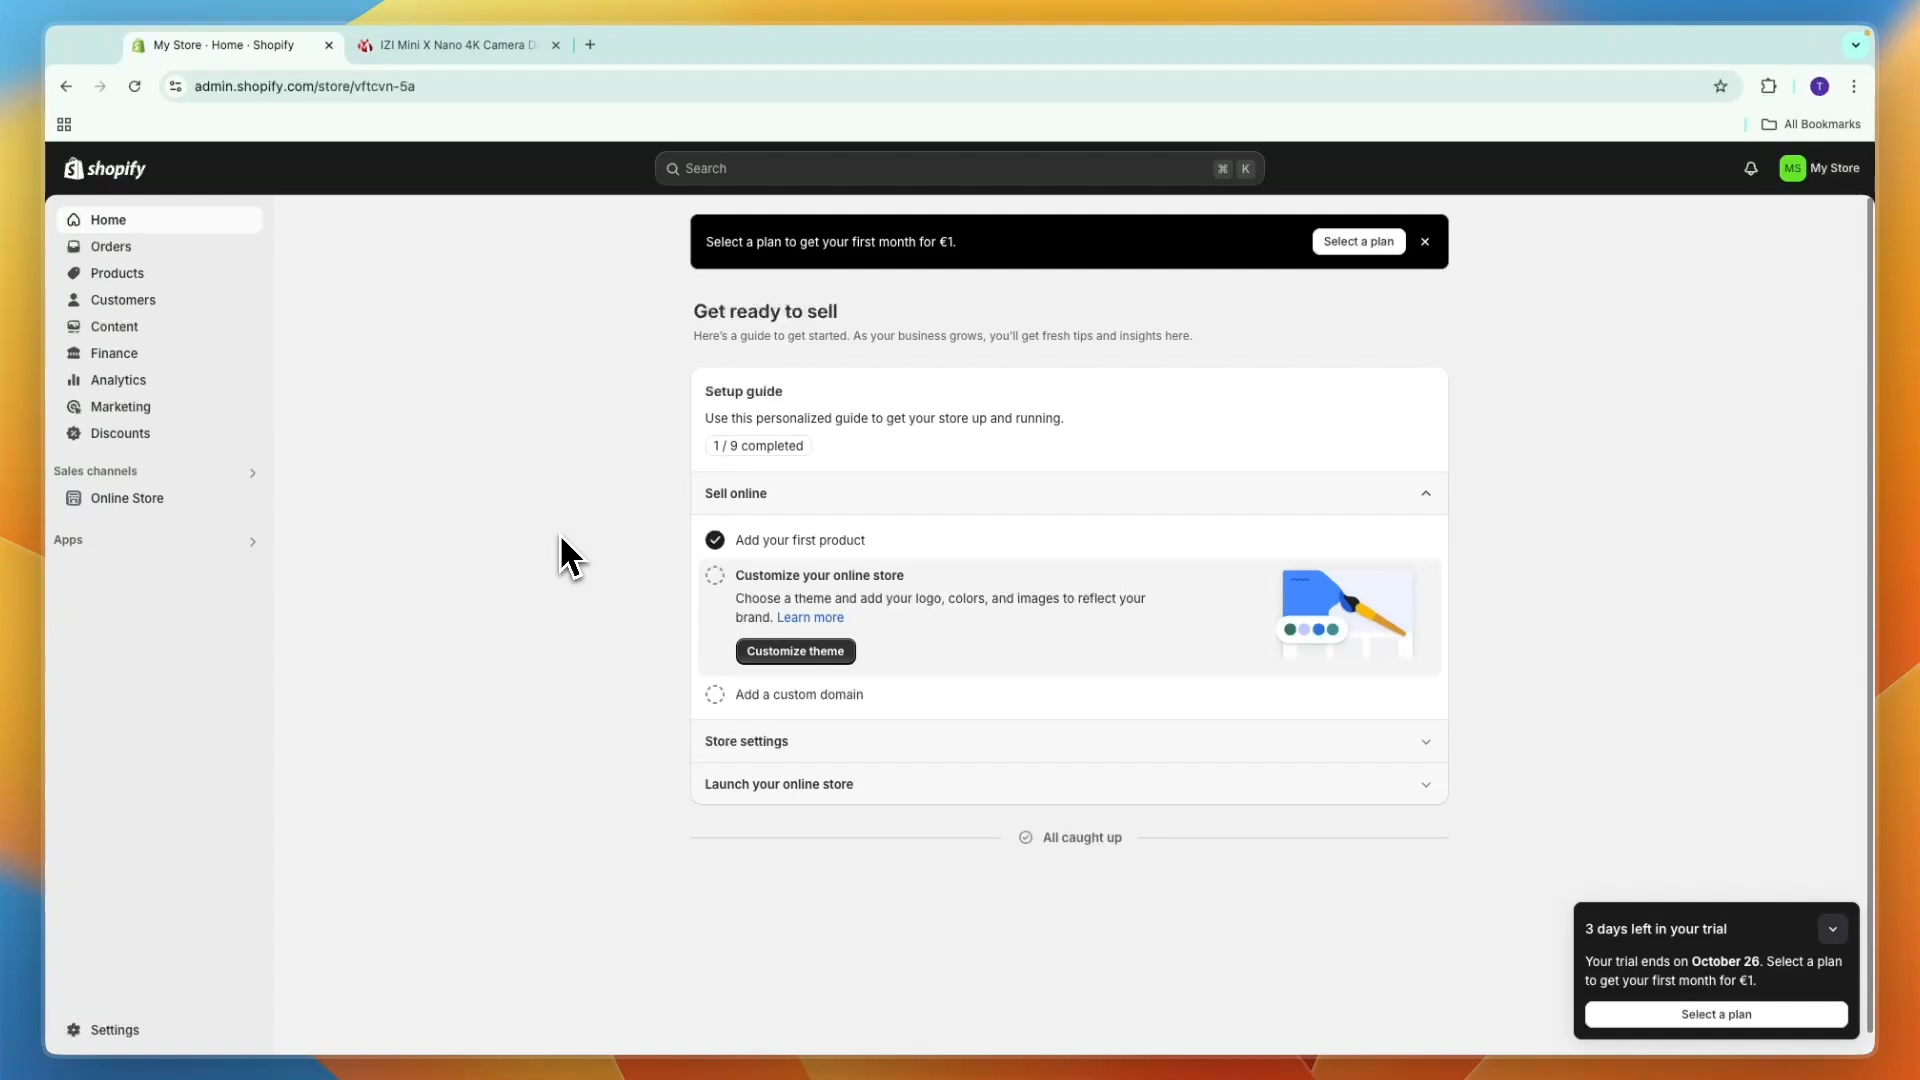 My Store · Home · Shopify
IZI Mini X Nano 4K Camera D
admin.shopify.com/store/vftcvn-5a
T
All Bookmarks
shopify
Search
⌘ K
MS
My Store
Home
Orders
Products
Customers
Content
Finance
Analytics
Marketing
Discounts
Sales channels
Online Store
Apps
Settings
Select a plan to get your first month for €1.
Select a plan
Get ready to sell
Here's a guide to get started. As your business grows, you'll get fresh tips and insights here.
Setup guide
Use this personalized guide to get your store up and running.
1 / 9 completed
Sell online
Add your first product
Customize your online store
Choose a theme and add your logo, colors, and images to reflect your
brand. Learn more
Customize theme
Add a custom domain
Store settings
Launch your online store
All caught up
3 days left in your trial
Your trial ends on October 26. Select a plan
to get your first month for €1.
Select a plan